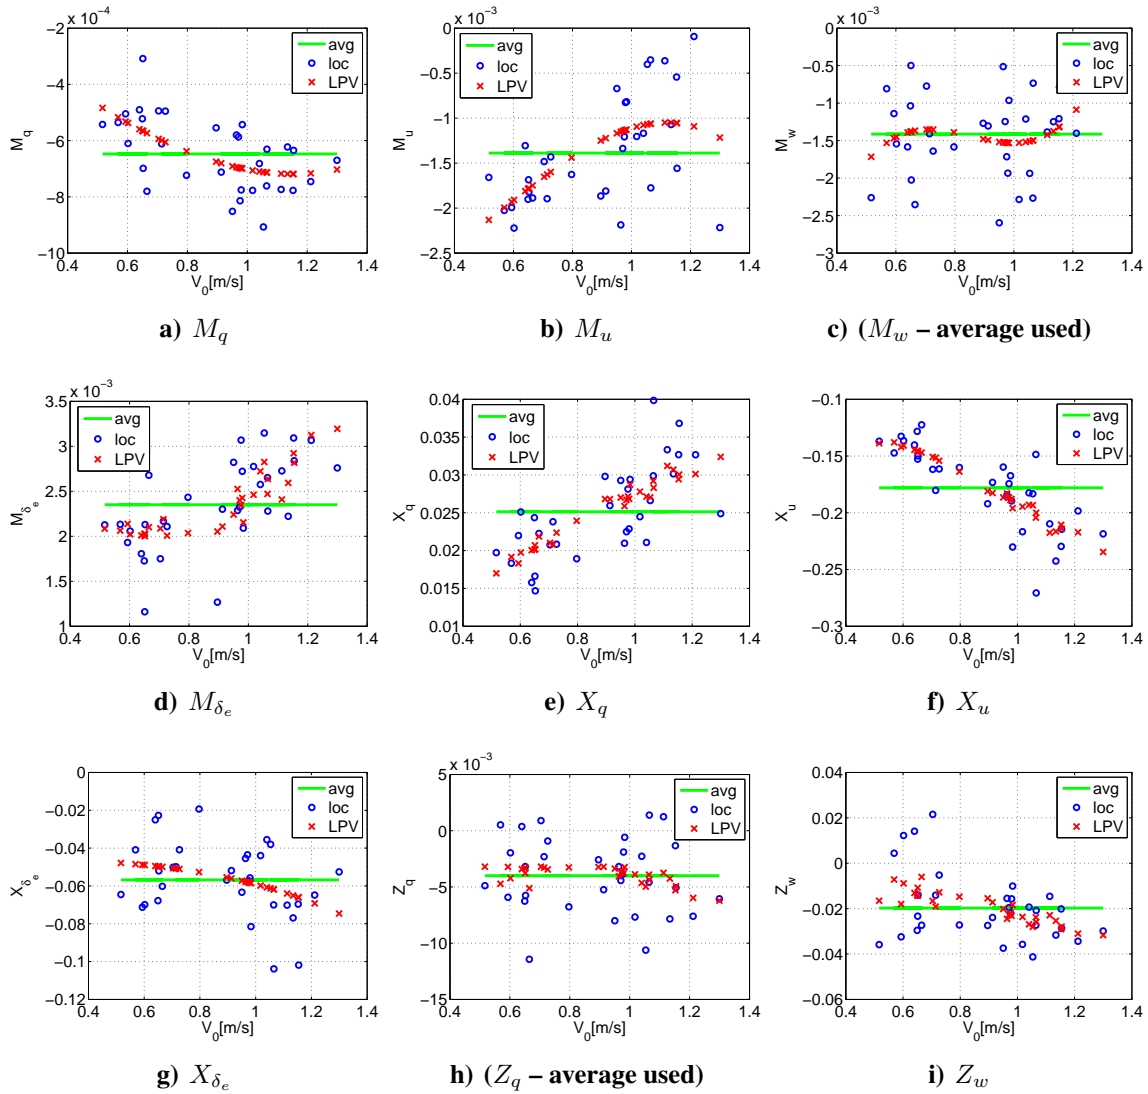 x 10⁻⁴
−2
−4
−6
−8
−10
M_q
0.4 0.6 0.8 1 1.2 1.4
V₀[m/s]
avg
loc
LPV
a) M_q
x 10⁻³
0
−0.5
−1
−1.5
−2
−2.5
M_u
0.4 0.6 0.8 1 1.2 1.4
V₀[m/s]
avg
loc
LPV
b) M_u
x 10⁻³
0
−0.5
−1
−1.5
−2
−2.5
−3
M_w
0.4 0.6 0.8 1 1.2 1.4
V₀[m/s]
avg
loc
LPV
c) (M_w – average used)
x 10⁻³
3.5
3
2.5
2
1.5
1
M_δₑ
0.4 0.6 0.8 1 1.2 1.4
V₀[m/s]
avg
loc
LPV
d) M_δₑ
0.04
0.035
0.03
0.025
0.02
0.015
0.01
X_q
0.4 0.6 0.8 1 1.2 1.4
V₀[m/s]
avg
loc
LPV
e) X_q
−0.1
−0.15
−0.2
−0.25
−0.3
X_u
0.4 0.6 0.8 1 1.2 1.4
V₀[m/s]
avg
loc
LPV
f) X_u
0
−0.02
−0.04
−0.06
−0.08
−0.1
−0.12
X_δₑ
0.4 0.6 0.8 1 1.2 1.4
V₀[m/s]
avg
loc
LPV
g) X_δₑ
x 10⁻³
5
0
−5
−10
−15
Z_q
0.4 0.6 0.8 1 1.2 1.4
V₀[m/s]
avg
loc
LPV
h) (Z_q – average used)
0.04
0.02
0
−0.02
−0.04
−0.06
Z_w
0.4 0.6 0.8 1 1.2 1.4
V₀[m/s]
avg
loc
LPV
i) Z_w